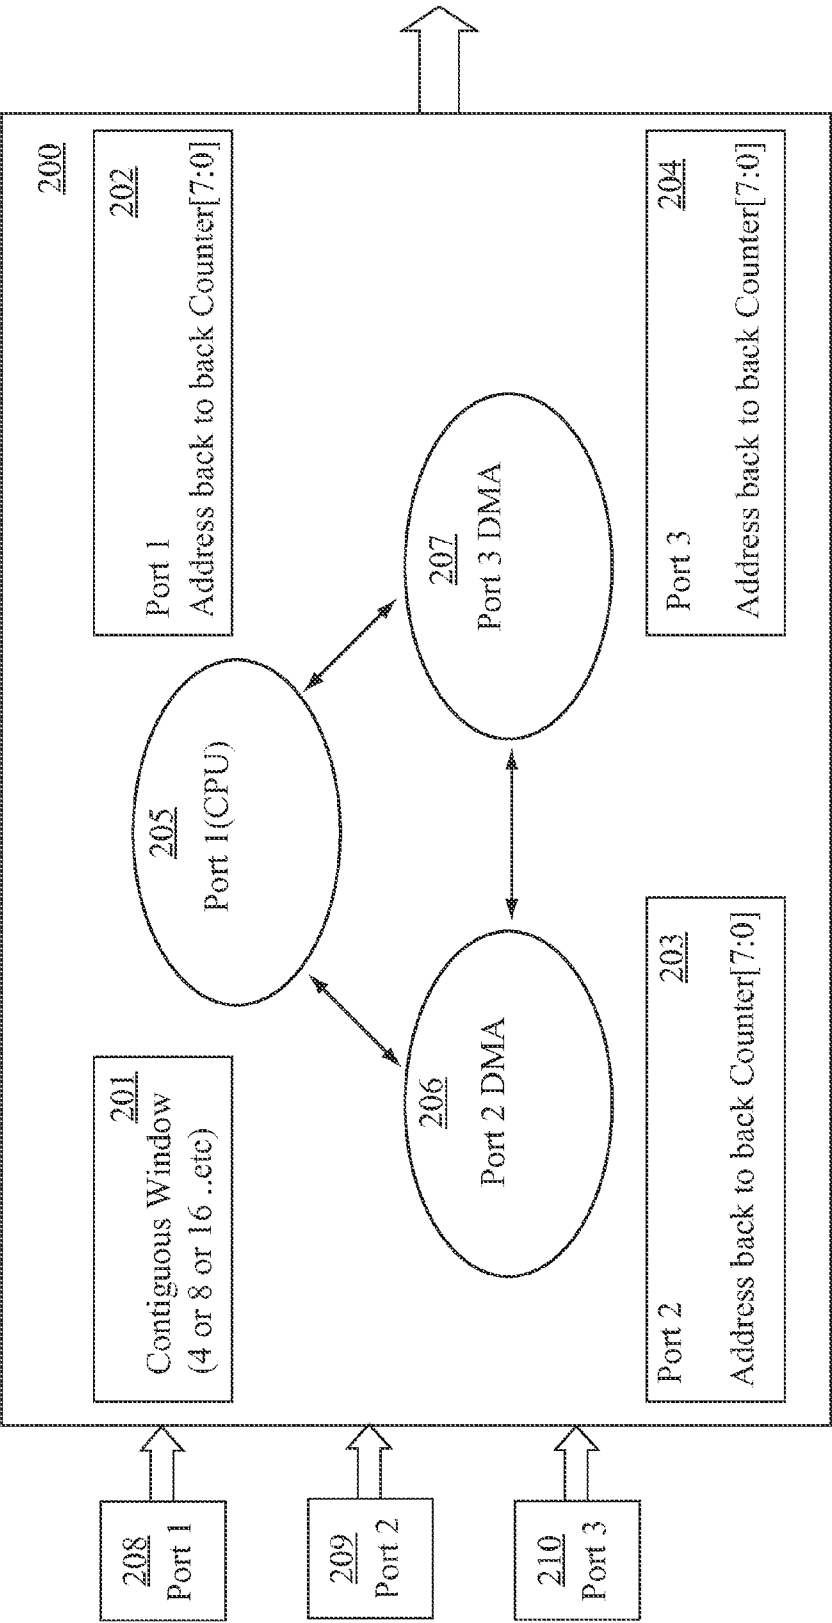 200
201
Contiguous Window
(4 or 8 or 16 ..etc)
202
Port 1
Address back to back Counter[7:0]
205
Port 1(CPU)
206
Port 2 DMA
207
Port 3 DMA
203
Port 2
Address back to back Counter[7:0]
204
Port 3
Address back to back Counter[7:0]
208
Port 1
209
Port 2
210
Port 3